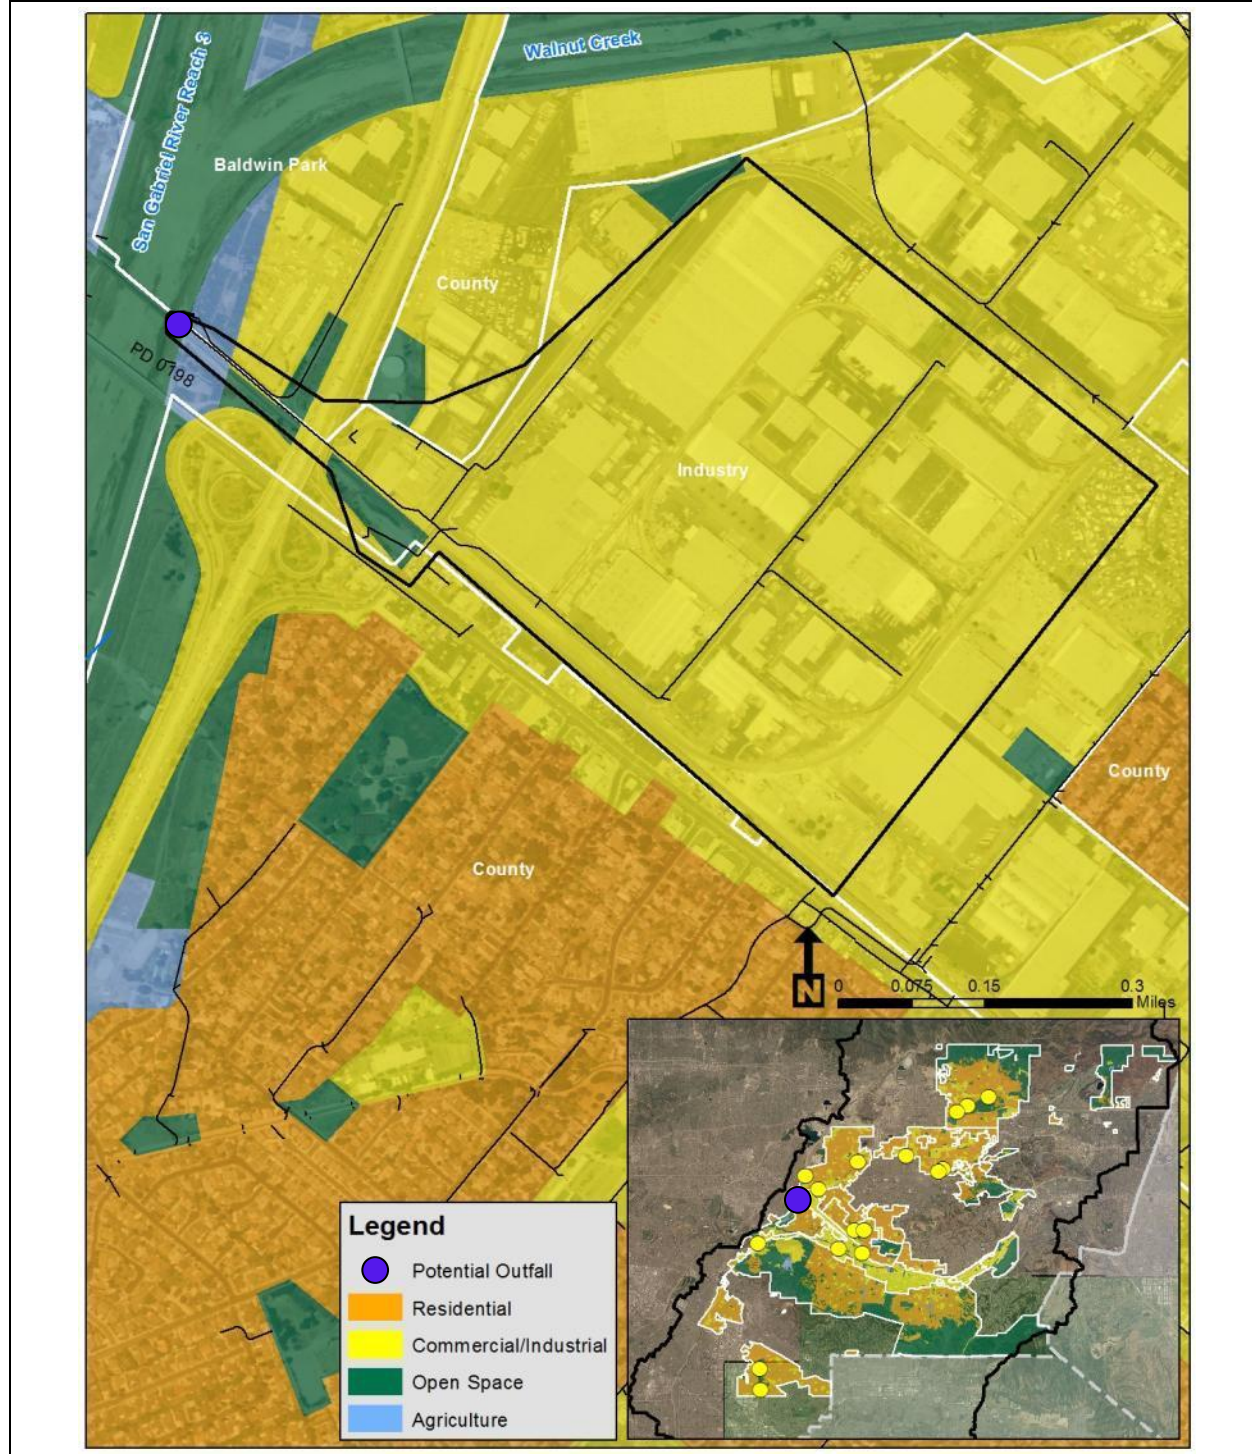 Walnut Creek
San Gabriel River Reach 3
Baldwin Park
County
PD 0198
Industry
County
County
N
0 0.075 0.15 0.3
Miles
Legend
Potential Outfall
Residential
Commercial/Industrial
Open Space
Agriculture